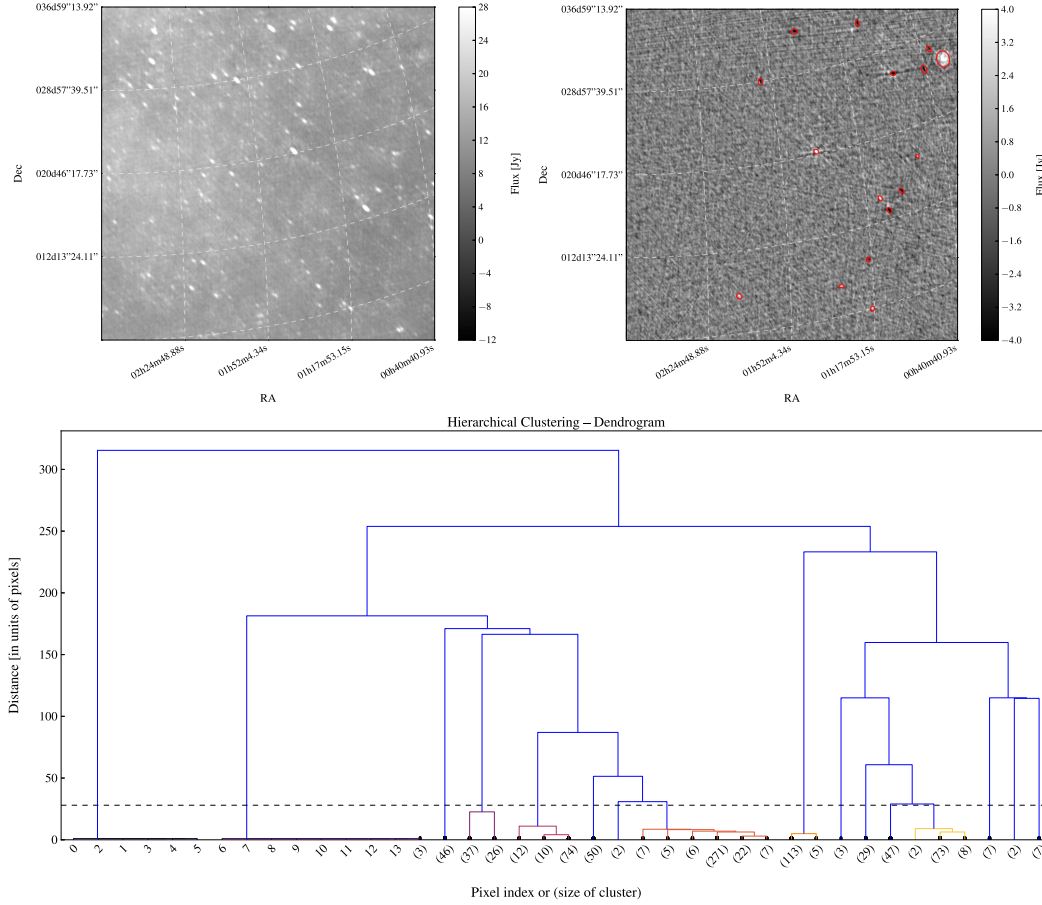 036d59"13.92"
028d57"39.51"
020d46"17.73"
012d13"24.11"
Dec
02h24m48.88s
01h52m4.34s
01h17m53.15s
00h40m40.93s
RA
28
24
20
16
12
8
4
0
−4
−8
−12
Flux [Jy]
036d59"13.92"
028d57"39.51"
020d46"17.73"
012d13"24.11"
Dec
02h24m48.88s
01h52m4.34s
01h17m53.15s
00h40m40.93s
RA
4.0
3.2
2.4
1.6
0.8
0.0
−0.8
−1.6
−2.4
−3.2
−4.0
Flux [Jy]
Hierarchical Clustering – Dendrogram
300
250
200
150
100
50
0
Distance [in units of pixels]
0 2 1 3 4 5 6 7 8 9 10 11 12 13 (3) (46) (37) (26) (12) (10) (74) (50) (2) (7) (5) (6) (271) (22) (7) (113) (5) (3) (29) (47) (2) (73) (8) (7) (2)
Pixel index or (size of cluster)